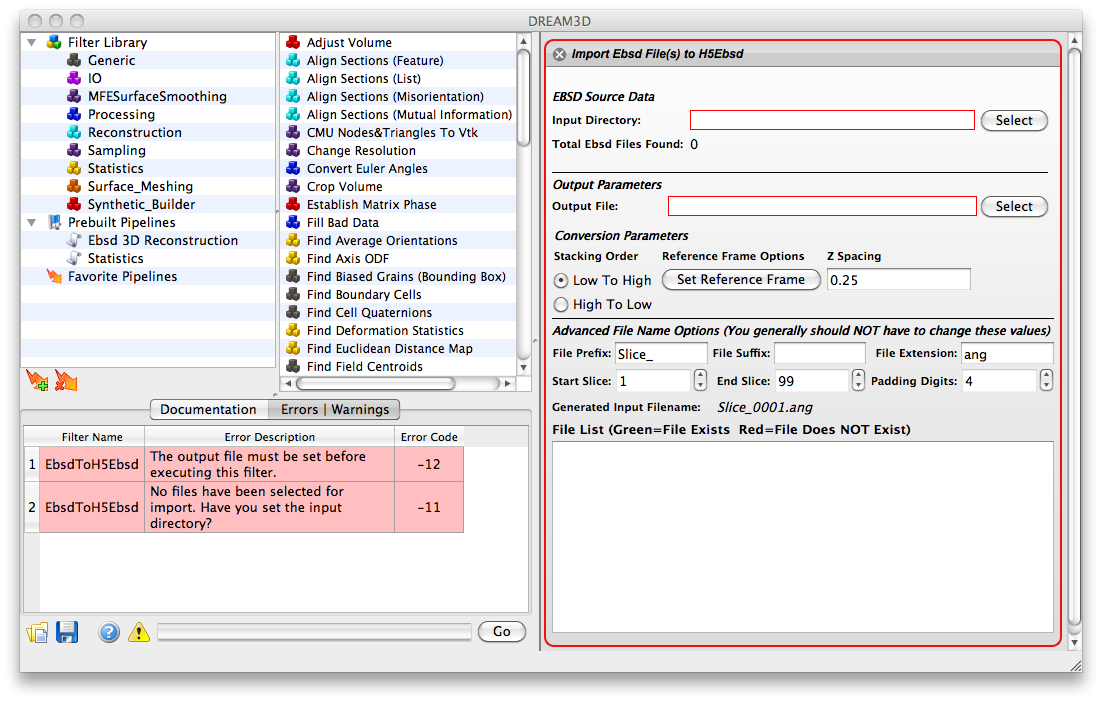 DREAM3D
Filter Library
Generic
IO
MFESurfaceSmoothing
Processing
Reconstruction
Sampling
Statistics
Surface_Meshing
Synthetic_Builder
Prebuilt Pipelines
Ebsd 3D Reconstruction
Statistics
Favorite Pipelines
Adjust Volume
Align Sections (Feature)
Align Sections (List)
Align Sections (Misorientation)
Align Sections (Mutual Information)
CMU Nodes&Triangles To Vtk
Change Resolution
Convert Euler Angles
Crop Volume
Establish Matrix Phase
Fill Bad Data
Find Average Orientations
Find Axis ODF
Find Biased Grains (Bounding Box)
Find Boundary Cells
Find Cell Quaternions
Find Deformation Statistics
Find Euclidean Distance Map
Find Field Centroids
Documentation Errors | Warnings
Filter Name Error Description Error Code
1 EbsdToH5Ebsd The output file must be set before executing this filter. -12
2 EbsdToH5Ebsd No files have been selected for import. Have you set the input directory? -11
Go
Import Ebsd File(s) to H5Ebsd
EBSD Source Data
Input Directory: Select
Total Ebsd Files Found: 0
Output Parameters
Output File: Select
Conversion Parameters
Stacking Order Reference Frame Options Z Spacing
Low To High Set Reference Frame 0.25
High To Low
Advanced File Name Options (You generally should NOT have to change these values)
File Prefix: Slice_ File Suffix: File Extension: ang
Start Slice: 1 End Slice: 99 Padding Digits: 4
Generated Input Filename: Slice_0001.ang
File List (Green=File Exists Red=File Does NOT Exist)